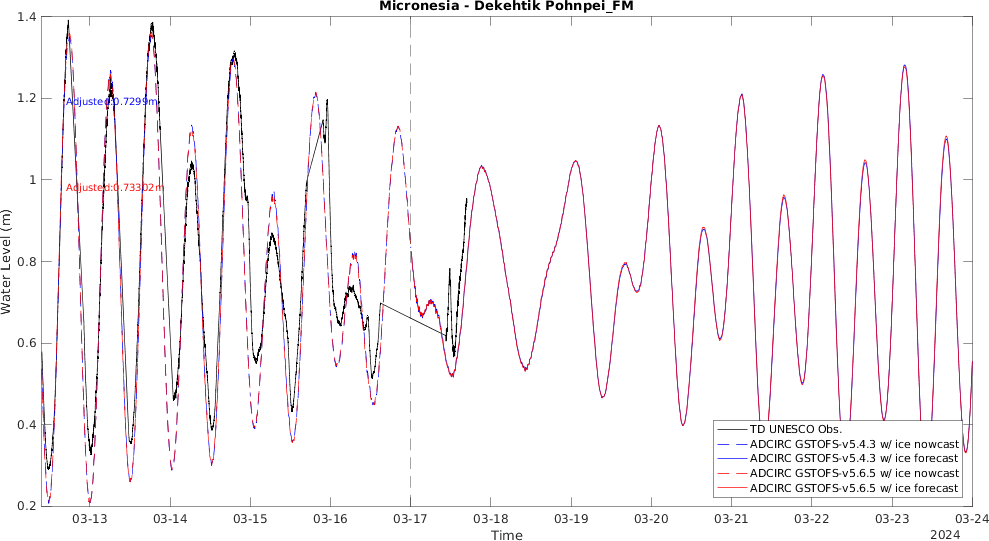 Micronesia - Dekehtik Pohnpei_FM
1.4
1.2
1
0.8
0.6
0.4
0.2
Water Level (m)
Adjusted:0.7299m
Adjusted:0.73302m
TD UNESCO Obs.
ADCIRC GSTOFS-v5.4.3 w/ ice nowcast
ADCIRC GSTOFS-v5.4.3 w/ ice forecast
ADCIRC GSTOFS-v5.6.5 w/ ice nowcast
ADCIRC GSTOFS-v5.6.5 w/ ice forecast
03-13 03-14 03-15 03-16 03-17 03-18 03-19 03-20 03-21 03-22 03-23 03-24
Time
2024